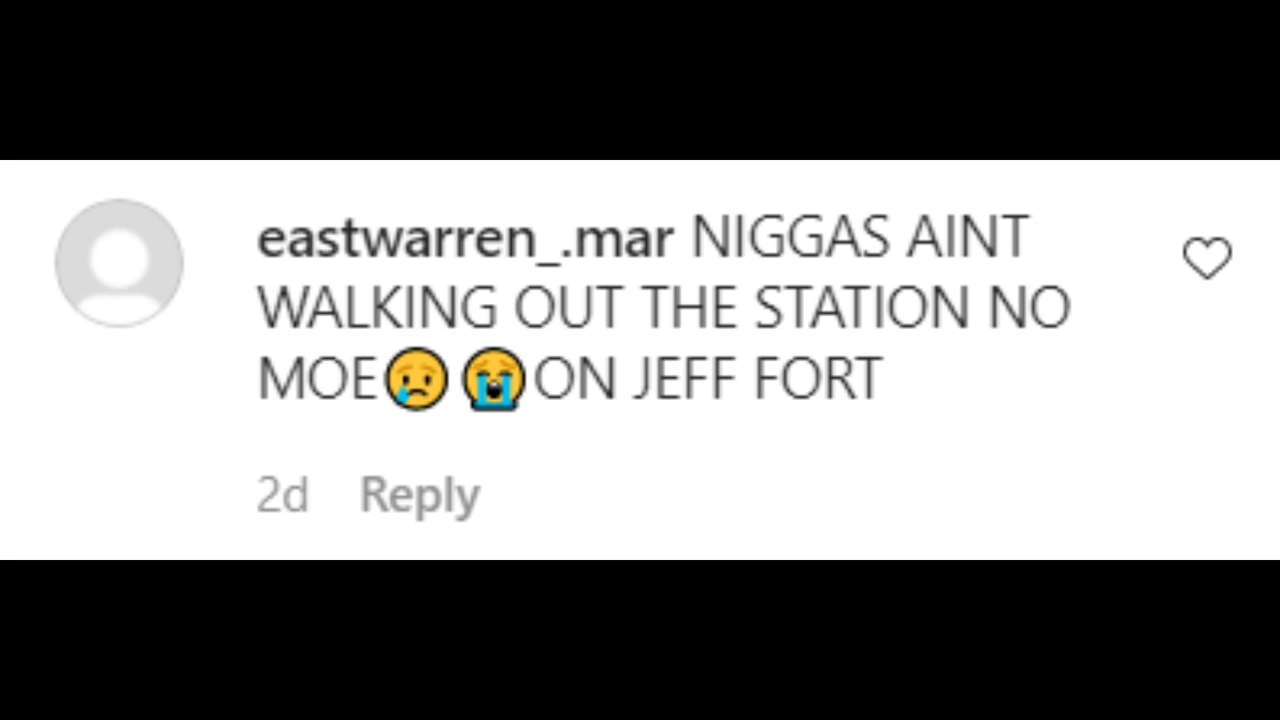 eastwarren_.mar NIGGAS AINT
WALKING OUT THE STATION NO
MOE😢😭ON JEFF FORT
2d Reply